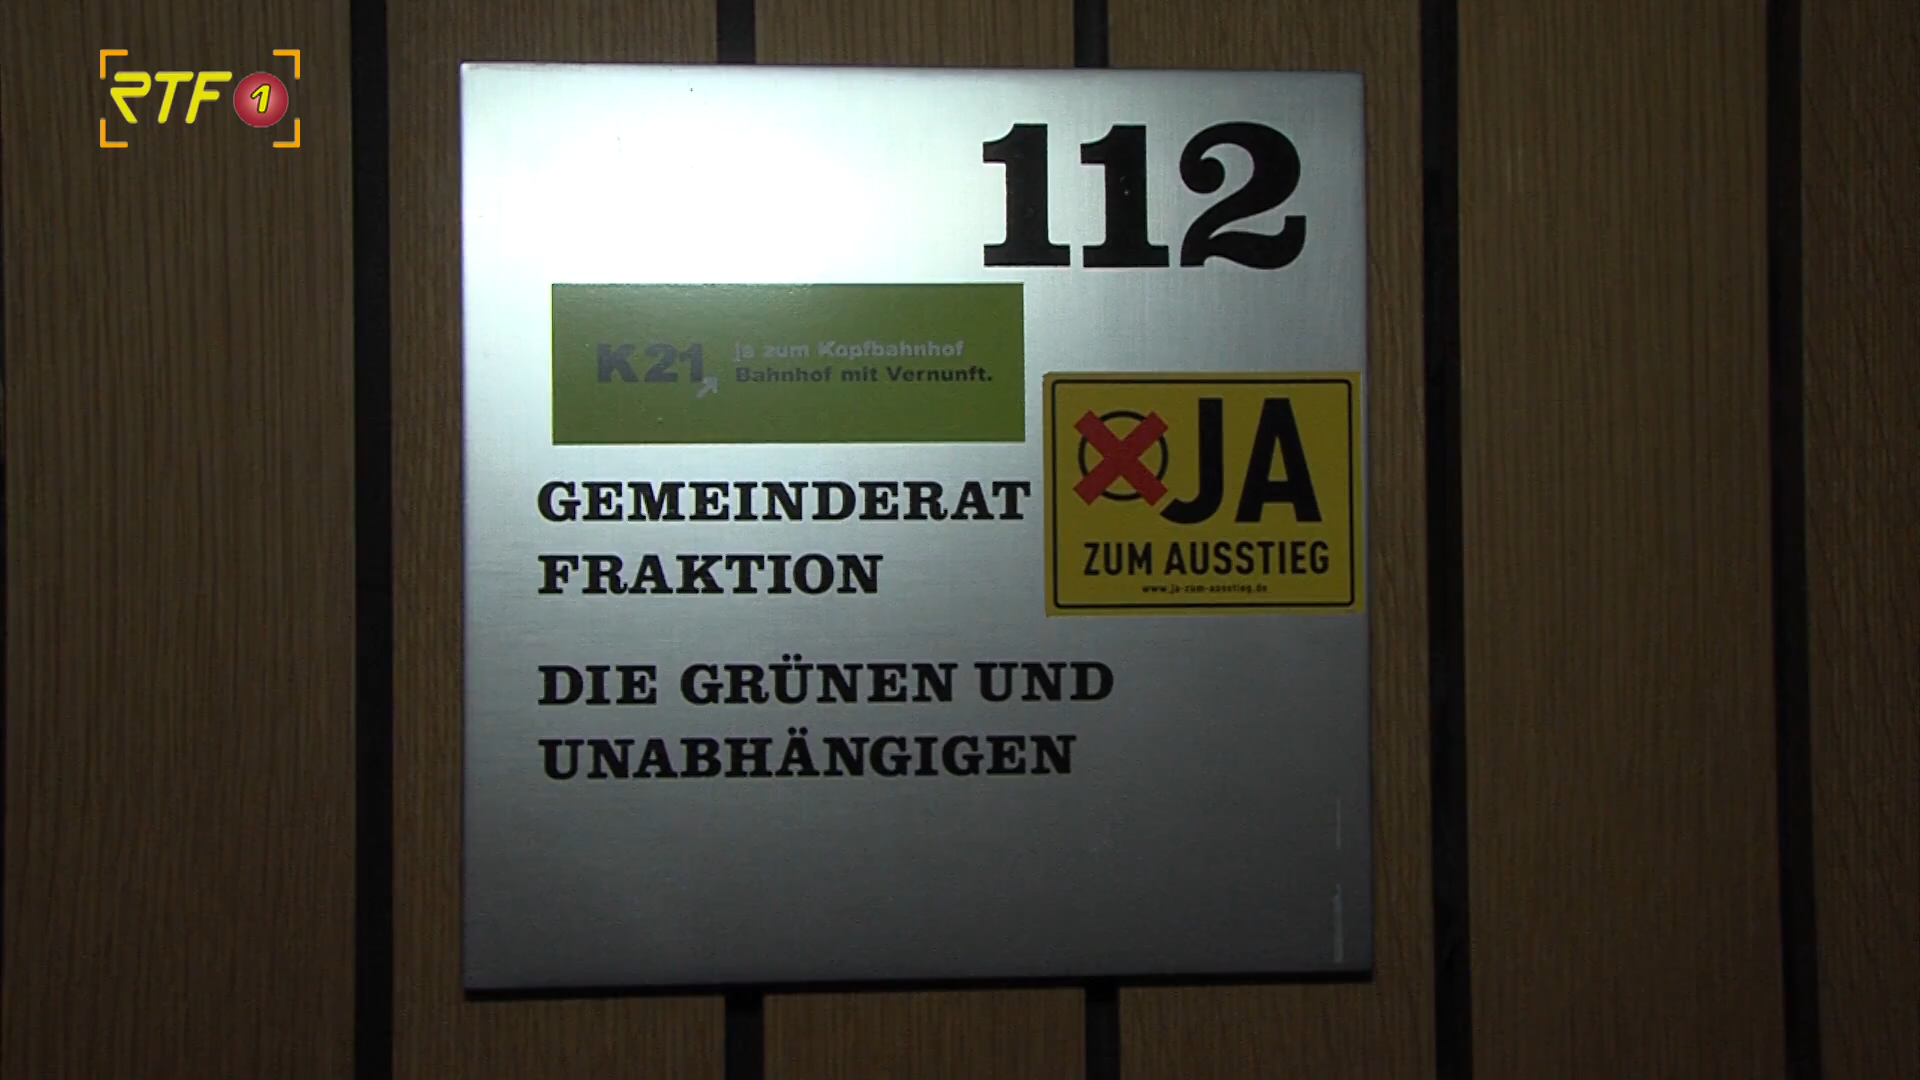 RTF 1
112
K21 ja zum Kopfbahnhof
Bahnhof mit Vernunft.
JA
ZUM AUSSTIEG
www.ja-zum-ausstieg.de
GEMEINDERAT
FRAKTION
DIE GRÜNEN UND
UNABHÄNGIGEN